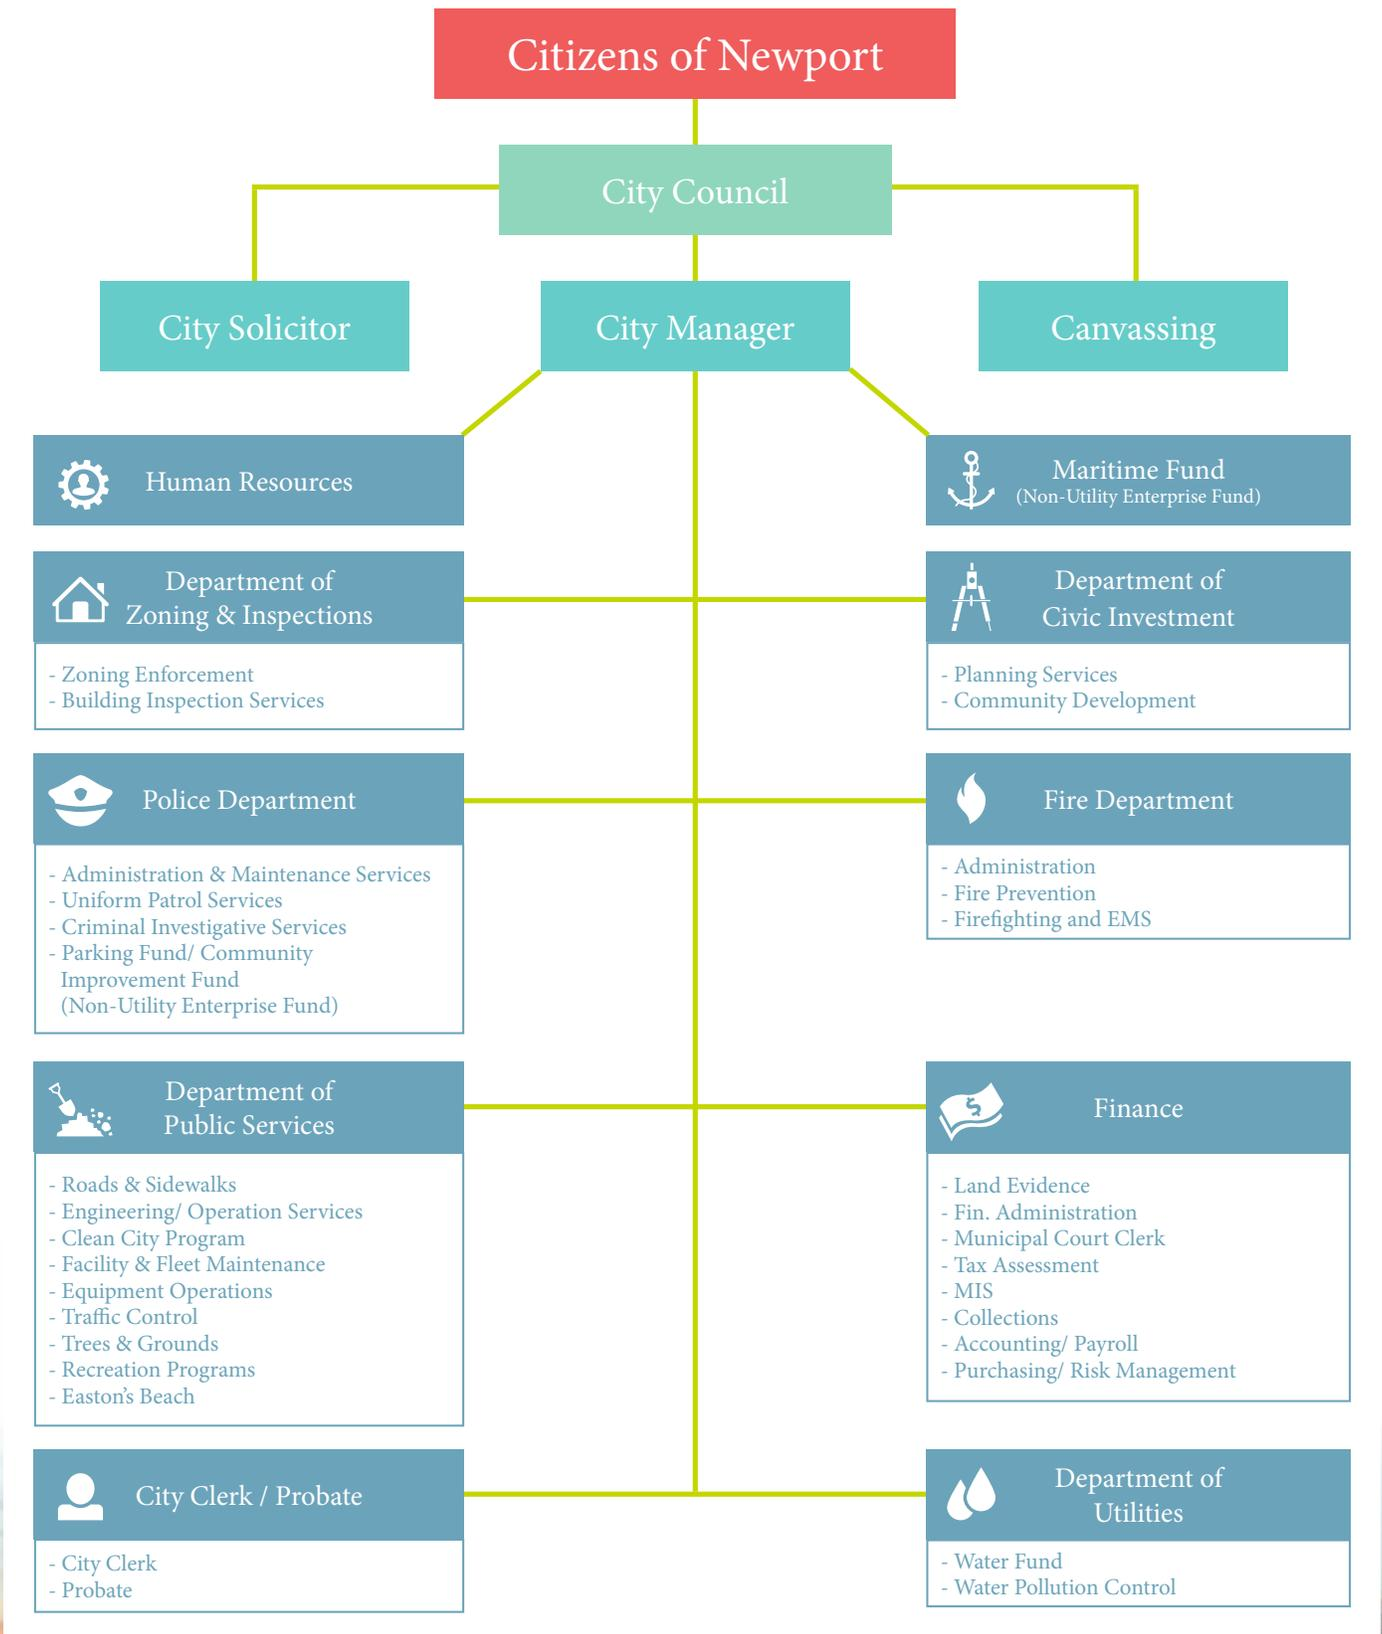 Citizens of Newport
City Council
City Solicitor
City Manager
Canvassing
Human Resources
Maritime Fund
(Non-Utility Enterprise Fund)
Department of
Zoning & Inspections
- Zoning Enforcement
- Building Inspection Services
Department of
Civic Investment
- Planning Services
- Community Development
Police Department
- Administration & Maintenance Services
- Uniform Patrol Services
- Criminal Investigative Services
- Parking Fund/ Community
Improvement Fund
(Non-Utility Enterprise Fund)
Fire Department
- Administration
- Fire Prevention
- Firefighting and EMS
Department of
Public Services
- Roads & Sidewalks
- Engineering/ Operation Services
- Clean City Program
- Facility & Fleet Maintenance
- Equipment Operations
- Traffic Control
- Trees & Grounds
- Recreation Programs
- Easton’s Beach
$
Finance
- Land Evidence
- Fin. Administration
- Municipal Court Clerk
- Tax Assessment
- MIS
- Collections
- Accounting/ Payroll
- Purchasing/ Risk Management
City Clerk / Probate
- City Clerk
- Probate
Department of
Utilities
- Water Fund
- Water Pollution Control